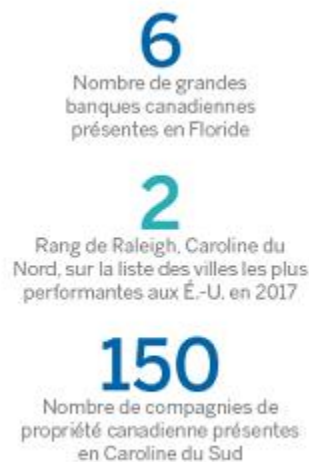 6
Nombre de grandes
banques canadiennes
présentes en Floride
2
Rang de Raleigh, Caroline du
Nord, sur la liste des villes les plus
performantes aux É.-U. en 2017
150
Nombre de compagnies de
propriété canadienne présentes
en Caroline du Sud